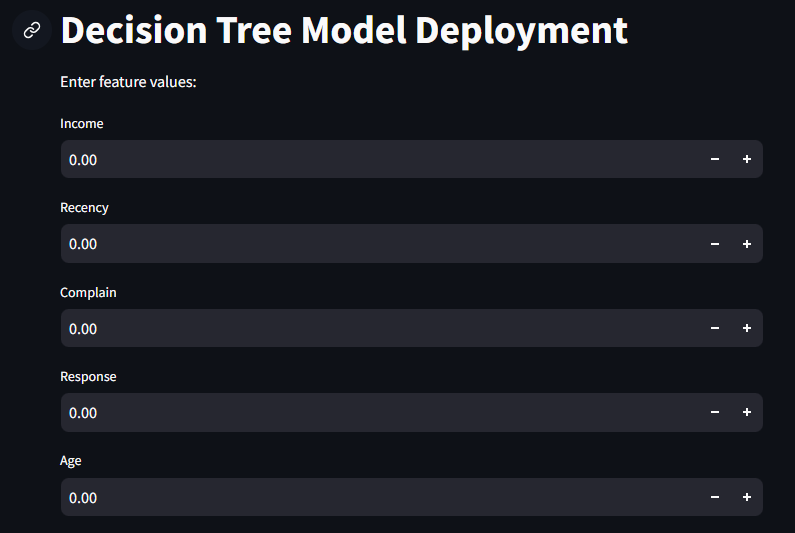 Decision Tree Model Deployment
Enter feature values:
Income
0.00
Recency
0.00
Complain
0.00
Response
0.00
Age
0.00